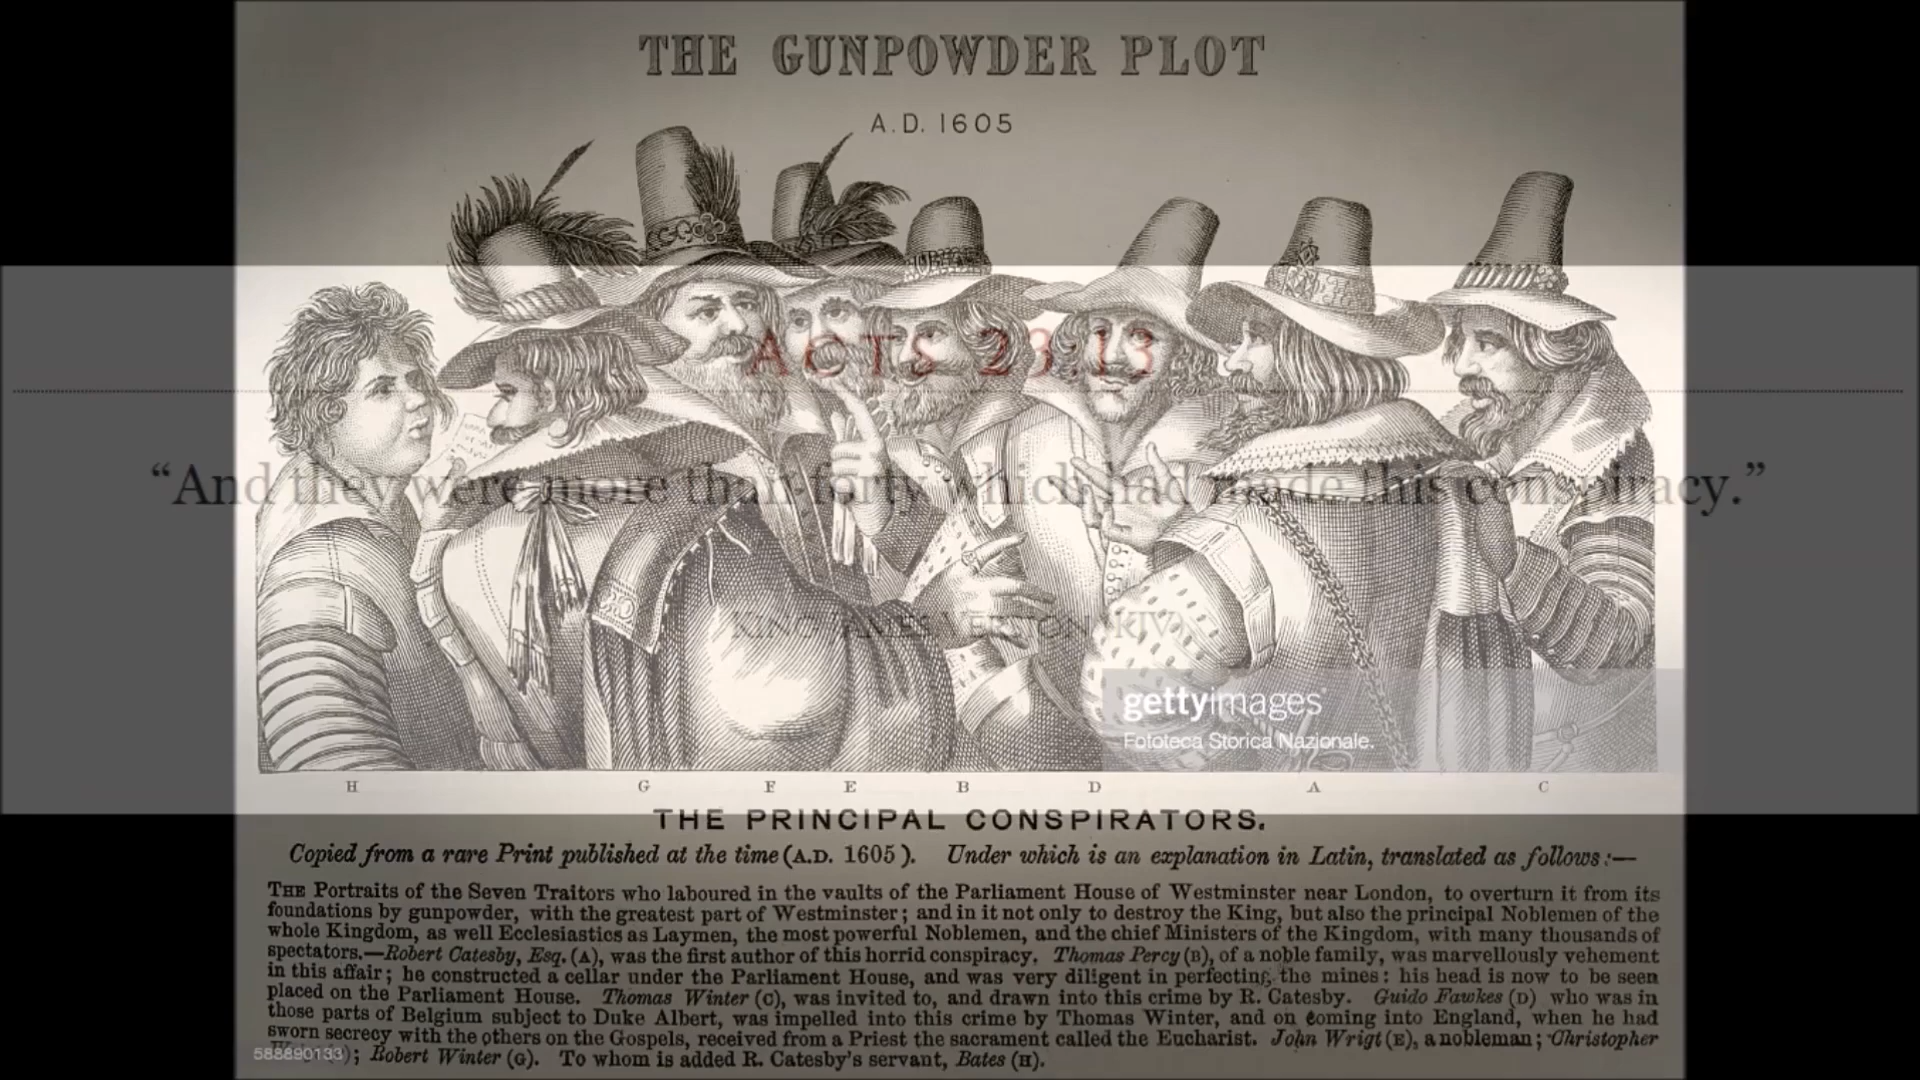 THE GUNPOWDER PLOT
A.D. 1605
ACTS 23:13
“And they were more than forty which had made this conspiracy.”
KING JAMES VERSION (KJV)
gettyimages
Fototeca Storica Nazionale.
H G F E B D A C
THE PRINCIPAL CONSPIRATORS.
Copied from a rare Print published at the time (A.D. 1605). Under which is an explanation in Latin, translated as follows:—
THE Portraits of the Seven Traitors who laboured in the vaults of the Parliament House of Westminster near London, to overturn it from its
foundations by gunpowder, with the greatest part of Westminster; and in it not only to destroy the King, but also the principal Noblemen of the
whole Kingdom, as well Ecclesiastics as Laymen, the most powerful Noblemen, and the chief Ministers of the Kingdom, with many thousands of
spectators.—Robert Catesby, Esq. (A), was the first author of this horrid conspiracy. Thomas Percy (B), of a noble family, was marvellously vehement
in this affair; he constructed a cellar under the Parliament House, and was very diligent in perfecting the mines: his head is now to be seen
placed on the Parliament House. Thomas Winter (C), was invited to, and drawn into this crime by R. Catesby. Guido Fawkes (D) who was in
those parts of Belgium subject to Duke Albert, was impelled into this crime by Thomas Winter, and on coming into England, when he had
sworn secrecy with the others on the Gospels, received from a Priest the sacrament called the Eucharist. John Wrigt (E), a nobleman; Christopher
588890133 ; Robert Winter (G). To whom is added R. Catesby's servant, Bates (H).